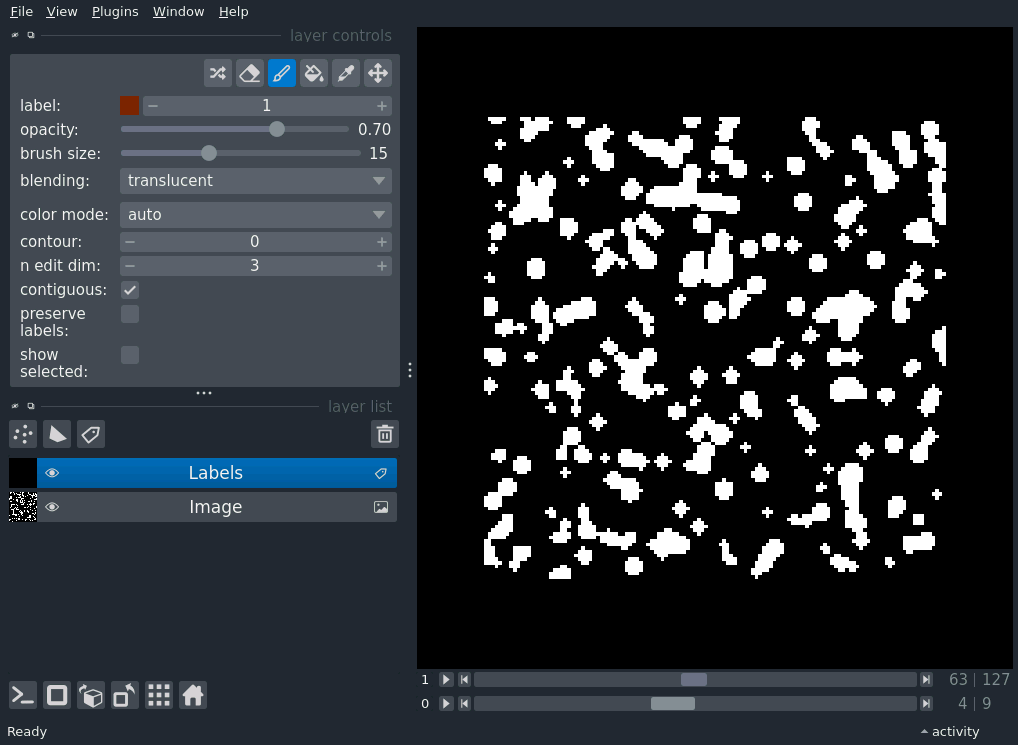 File View Plugins Window Help
layer controls
label: 1
opacity: 0.70
brush size: 15
blending: translucent
color mode: auto
contour: 0
n edit dim: 3
contiguous:
preserve
labels:
show
selected:
layer list
Labels
Image
1 63 | 127
0 4 | 9
Ready activity